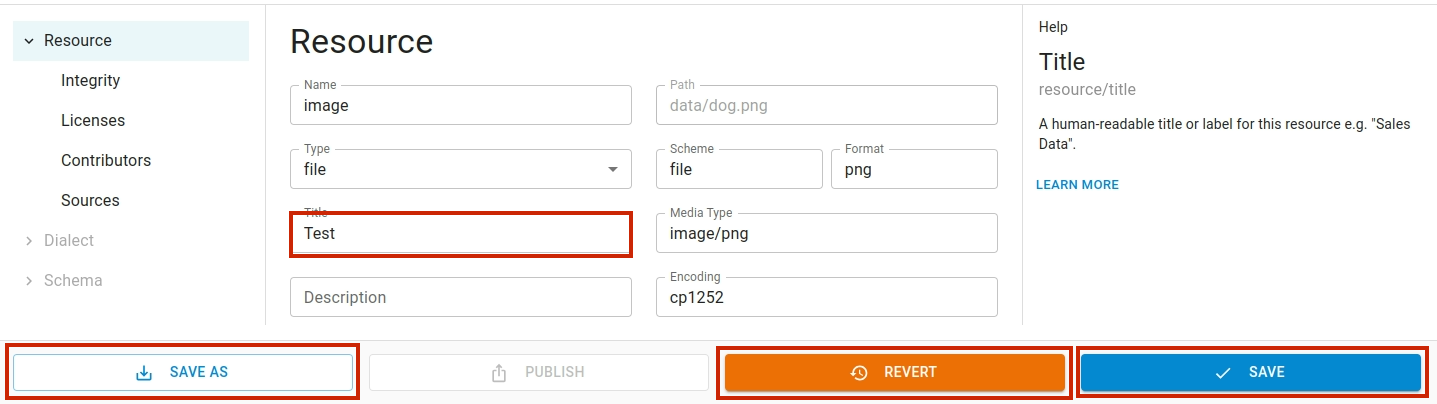 Resource
Integrity
Licenses
Contributors
Sources
Dialect
Schema
Resource
Name
image
Path
data/dog.png
Type
file
Scheme
file
Format
png
Title
Test
Media Type
image/png
Description
Encoding
cp1252
Help
Title
resource/title
A human-readable title or label for this resource e.g. "Sales
Data".
LEARN MORE
SAVE AS
PUBLISH
REVERT
SAVE